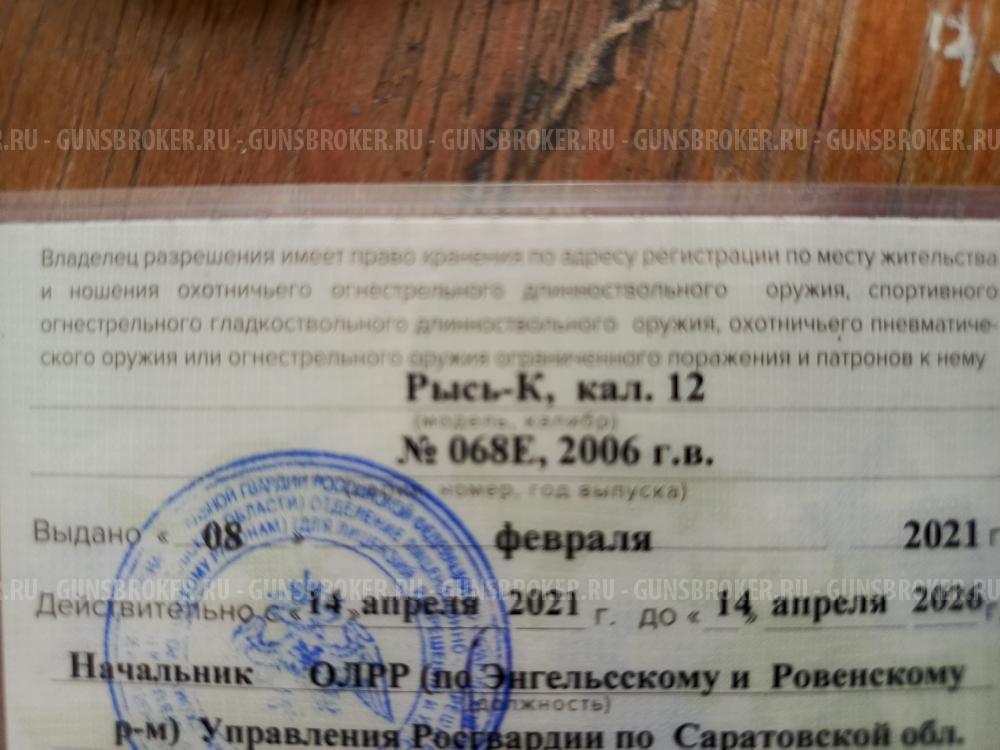 .RU - GUNSBROKER.RU - GUNSBROKER.RU - GUNSBROKER.RU - GUNSBROKER.RU - GUNSBROKER.RU -
Владелец разрешения имеет право хранения по адресу регистрации по месту жительства
и ношения охотничьего огнестрельного длинноствольного оружия, спортивного
огнестрельного гладкоствольного длинноствольного оружия, охотничьего пневматиче-
ского оружия или огнестрельного оружия ограниченного поражения и патронов к нему
Рысь-К, кал. 12
(модель, калибр)
№ 068Е, 2006 г.в.
номер, год выпуска)
Выдано « 08 » февраля 2021 г
.RU - GUNSBROKER.RU - GUNSBROKER.RU - GUNSBROKER.RU - GUNSBROKER.RU - GUNSBROKER.RU -
Действительно с «14» апреля 2021 г. до « 14 » апреля 2026 г
Начальник ОЛРР (по Энгельсскому и Ровенскому
(должность)
р-м) Управления Росгвардии по Саратовской обл.